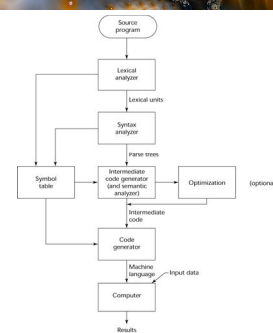 Source
program
Lexical
analyzer
Lexical units
Syntax
analyzer
Parse trees
Symbol
table
Intermediate
code generator
(and semantic
analyzer)
Optimization
(optiona
Intermediate
code
Code
generator
Machine
language
Input data
Computer
Results